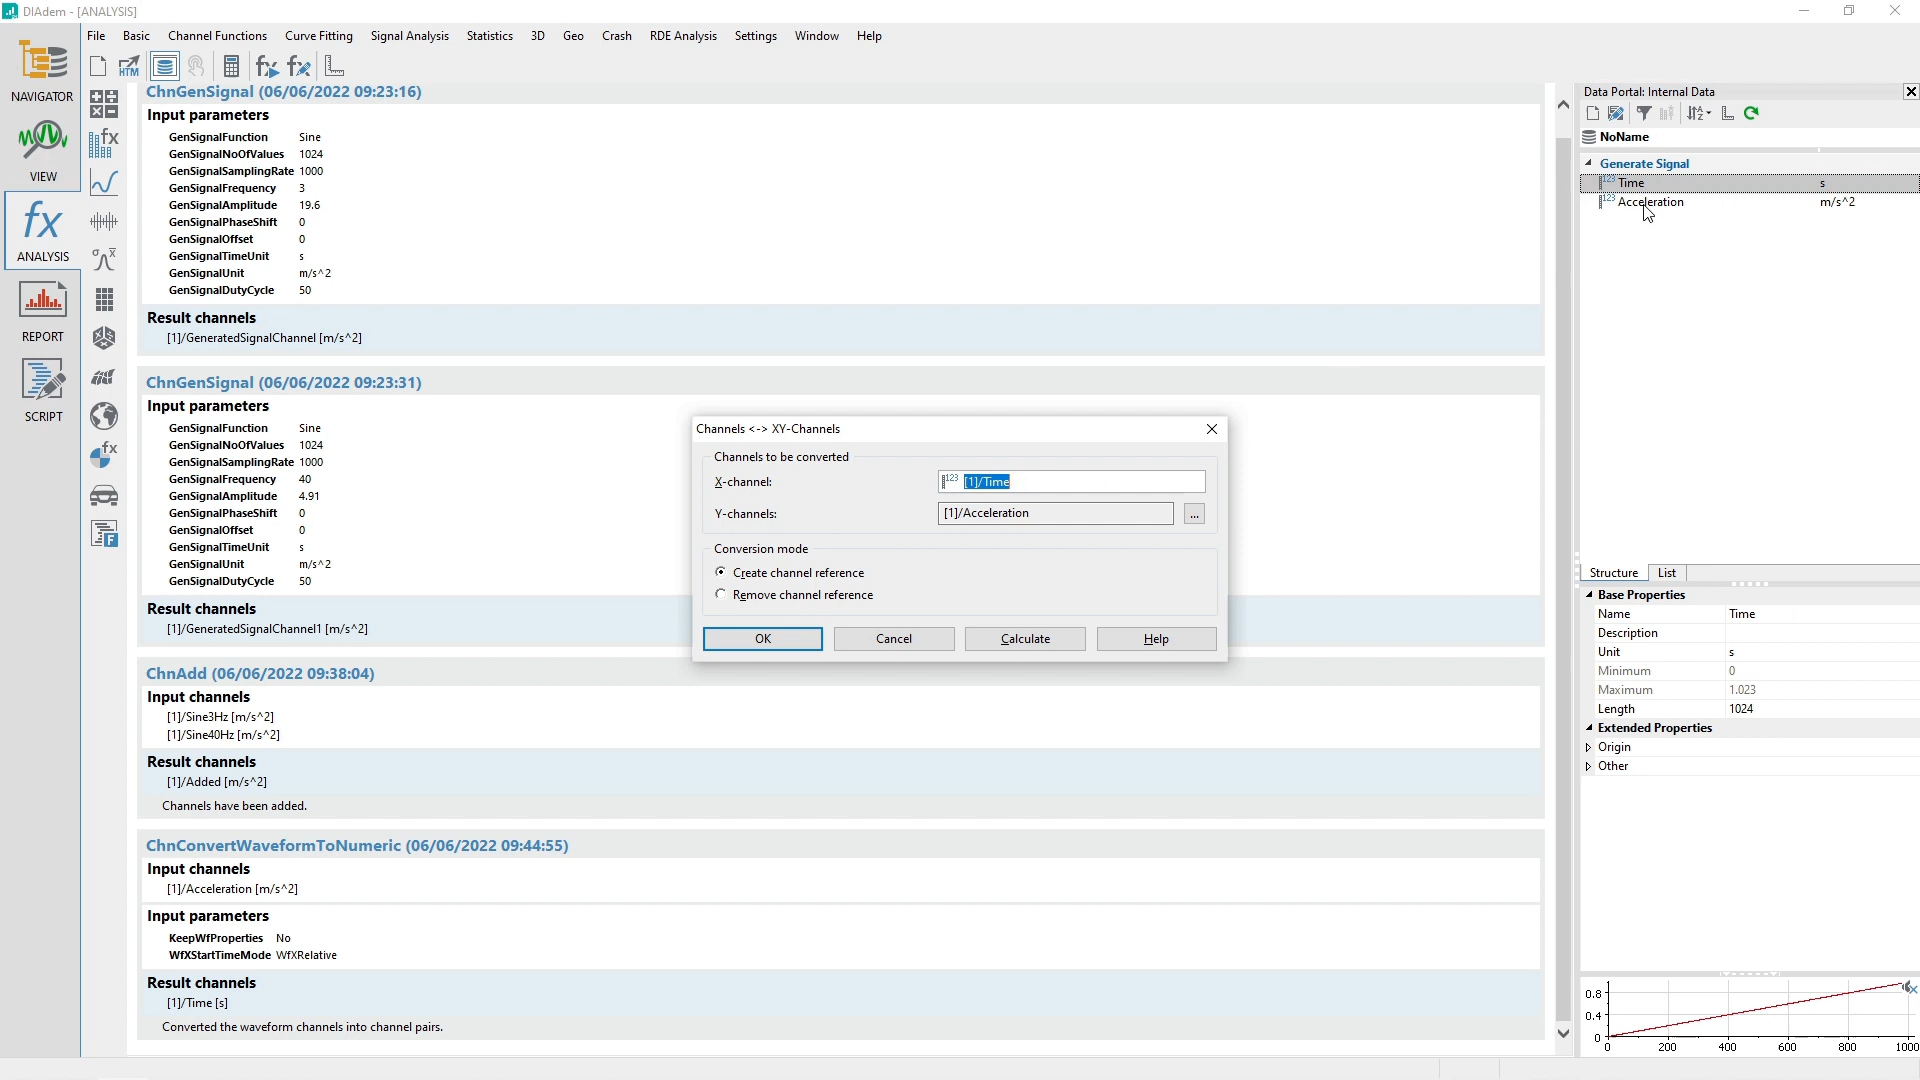 DIAdem - [ANALYSIS]
File Basic Channel Functions Curve Fitting Signal Analysis Statistics 3D Geo Crash RDE Analysis Settings Window Help
NAVIGATOR
VIEW
ANALYSIS
REPORT
SCRIPT
ChnGenSignal (06/06/2022 09:23:16)
Input parameters
GenSignalFunction Sine
GenSignalNoOfValues 1024
GenSignalSamplingRate 1000
GenSignalFrequency 3
GenSignalAmplitude 19.6
GenSignalPhaseShift 0
GenSignalOffset 0
GenSignalTimeUnit s
GenSignalUnit m/s^2
GenSignalDutyCycle 50
Result channels
[1]/GeneratedSignalChannel [m/s^2]
ChnGenSignal (06/06/2022 09:23:31)
Input parameters
GenSignalFunction Sine
GenSignalNoOfValues 1024
GenSignalSamplingRate 1000
GenSignalFrequency 40
GenSignalAmplitude 4.91
GenSignalPhaseShift 0
GenSignalOffset 0
GenSignalTimeUnit s
GenSignalUnit m/s^2
GenSignalDutyCycle 50
Result channels
[1]/GeneratedSignalChannel1 [m/s^2]
ChnAdd (06/06/2022 09:38:04)
Input channels
[1]/Sine3Hz [m/s^2]
[1]/Sine40Hz [m/s^2]
Result channels
[1]/Added [m/s^2]
Channels have been added.
ChnConvertWaveformToNumeric (06/06/2022 09:44:55)
Input channels
[1]/Acceleration [m/s^2]
Input parameters
KeepWfProperties No
WfXStartTimeMode WfXRelative
Result channels
[1]/Time [s]
Converted the waveform channels into channel pairs.
Channels <-> XY-Channels
Channels to be converted
X-channel: 123 [1]/Time
Y-channels: [1]/Acceleration ...
Conversion mode
Create channel reference
Remove channel reference
OK Cancel Calculate Help
Data Portal: Internal Data
NoName
Generate Signal
123 Time s
123 Acceleration m/s^2
Structure List
Base Properties
Name Time
Description
Unit s
Minimum 0
Maximum 1.023
Length 1024
Extended Properties
Origin
Other
0.8
0.4
0
0 200 400 600 800 1000